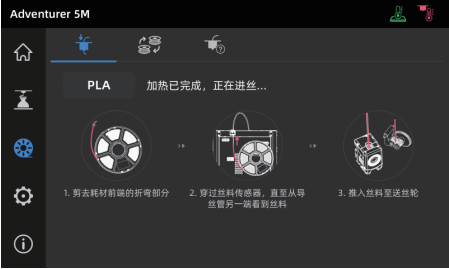 Adventurer 5M
PLA
加热已完成，正在进丝...
1. 剪去耗材前端的折弯部分
2. 穿过丝料传感器，直至从导
丝管另一端看到丝料
3. 推入丝料至送丝轮